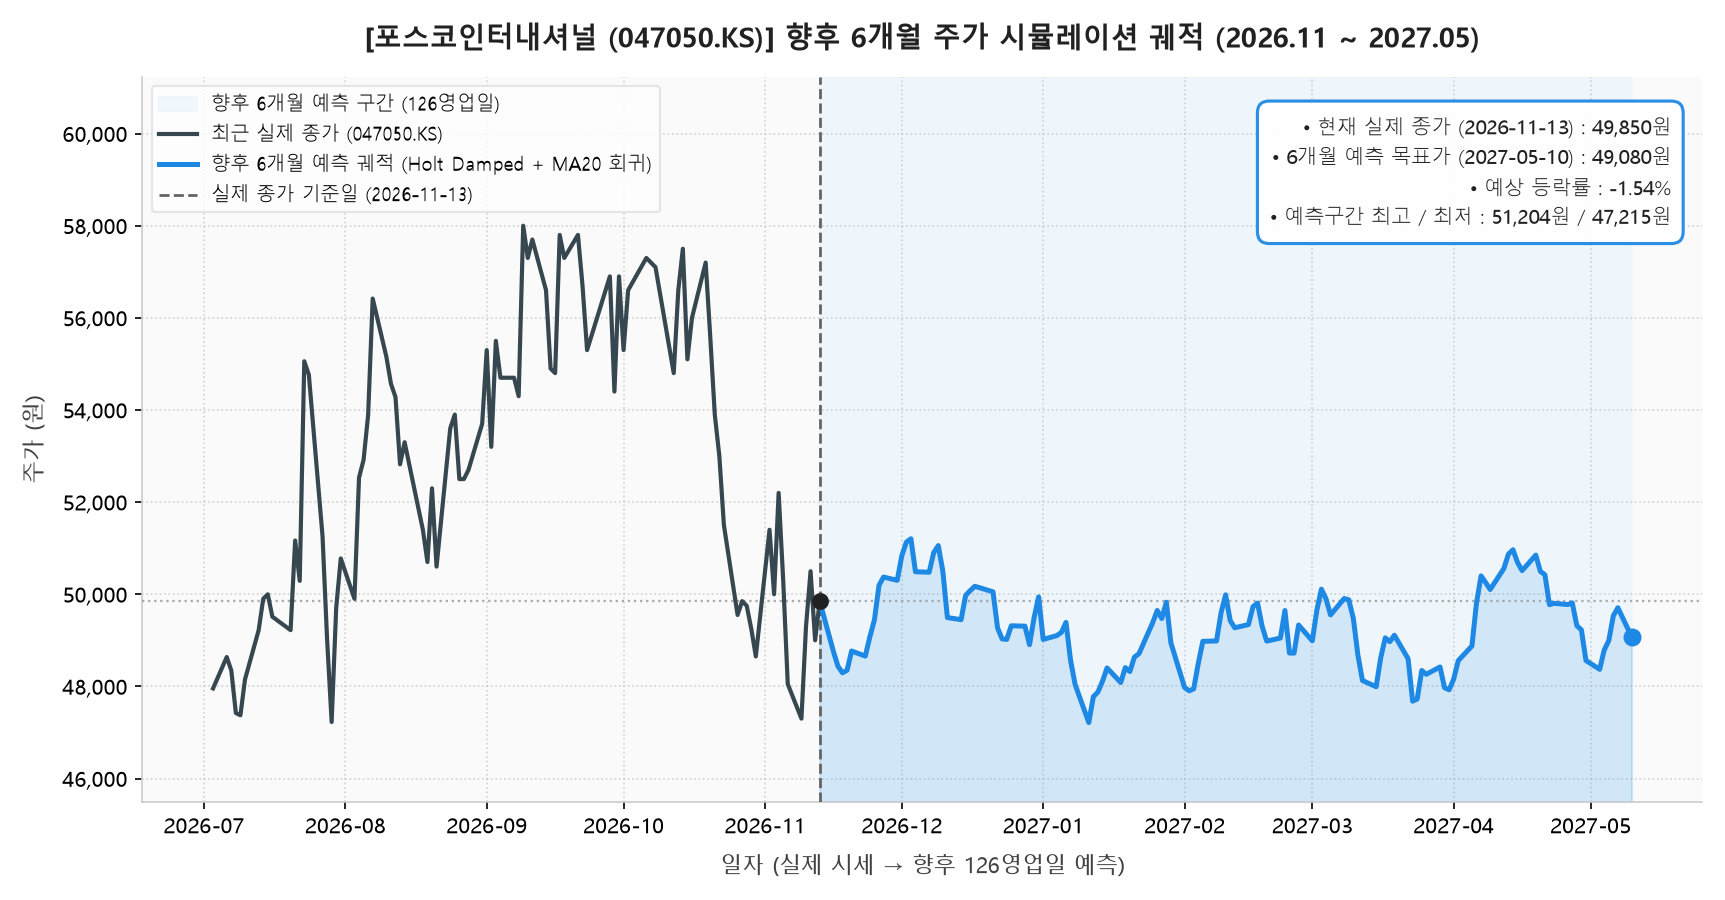 [포스코인터내셔널 (047050.KS)] 향후 6개월 주가 시뮬레이션 궤적 (2026.11 ~ 2027.05)
향후 6개월 예측 구간 (126영업일)
최근 실제 종가 (047050.KS)
향후 6개월 예측 궤적 (Holt Damped + MA20 회귀)
실제 종가 기준일 (2026-11-13)
• 현재 실제 종가 (2026-11-13) : 49,850원
• 6개월 예측 목표가 (2027-05-10) : 49,080원
• 예상 등락률 : -1.54%
• 예측구간 최고 / 최저 : 51,204원 / 47,215원
주가 (원)
60,000
58,000
56,000
54,000
52,000
50,000
48,000
46,000
2026-07
2026-08
2026-09
2026-10
2026-11
2026-12
2027-01
2027-02
2027-03
2027-04
2027-05
일자 (실제 시세 → 향후 126영업일 예측)